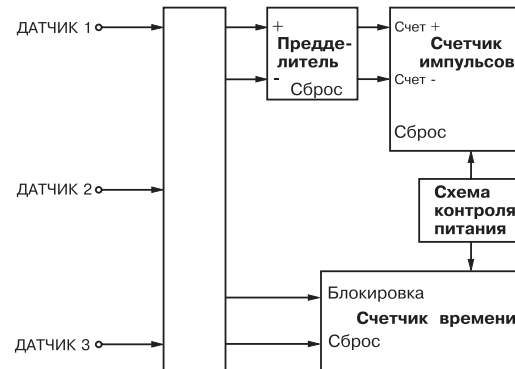 ДАТЧИК 1
ДАТЧИК 2
ДАТЧИК 3
+
-
Предде-
литель
Сброс
Счет +
Счет -
Счетчик
импульсов
Сброс
Схема
контроля
питания
Блокировка
Счетчик времени
Сброс